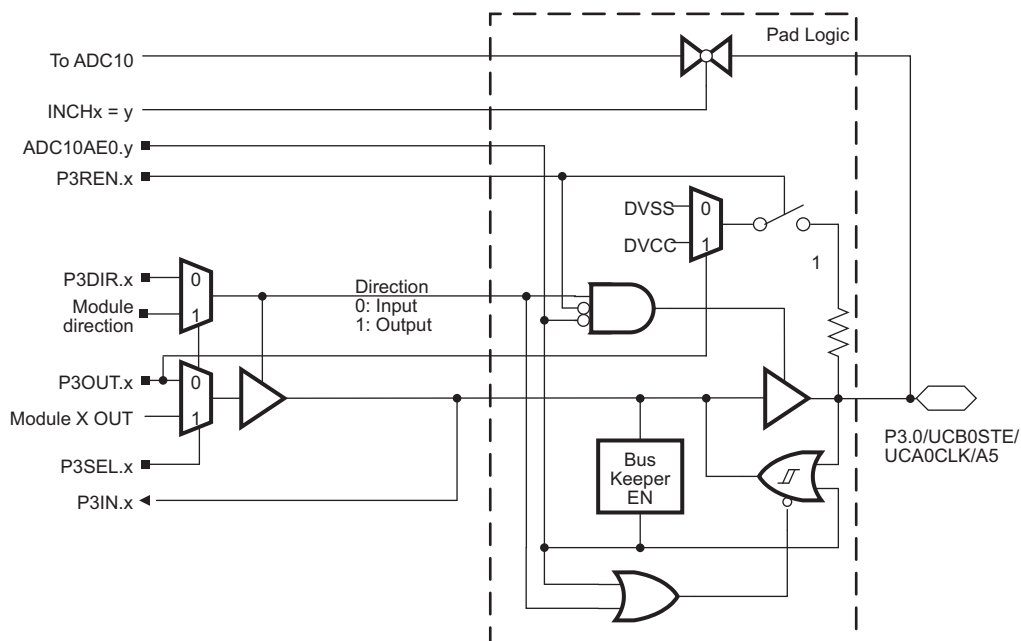 Pad Logic
To ADC10
INCHx = y
ADC10AE0.y
P3REN.x
DVSS
0
DVCC
1
1
P3DIR.x
0
Module
direction
1
Direction
0: Input
1: Output
P3OUT.x
0
Module X OUT
1
P3SEL.x
P3IN.x
Bus
Keeper
EN
P3.0/UCB0STE/
UCA0CLK/A5